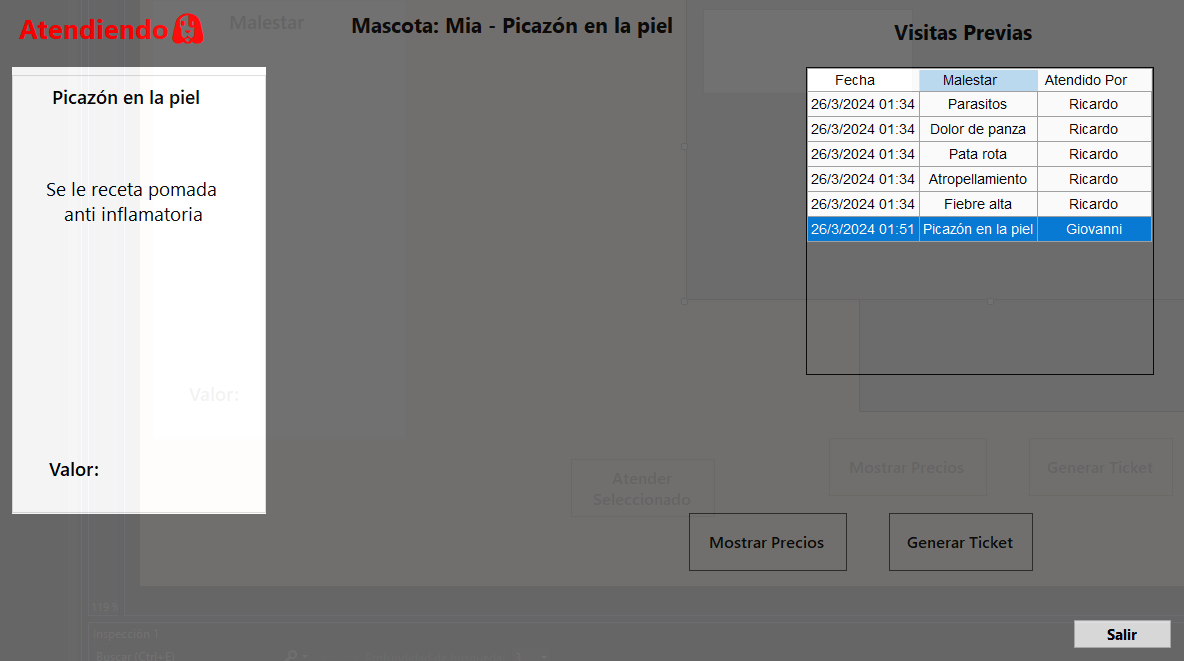 Atendiendo
Malestar
Mascota: Mia - Picazón en la piel
Visitas Previas
Picazón en la piel
Se le receta pomada
anti inflamatoria
Valor:
Valor:
Fecha Malestar Atendido Por
26/3/2024 01:34 Parasitos Ricardo
26/3/2024 01:34 Dolor de panza Ricardo
26/3/2024 01:34 Pata rota Ricardo
26/3/2024 01:34 Atropellamiento Ricardo
26/3/2024 01:34 Fiebre alta Ricardo
26/3/2024 01:51 Picazón en la piel Giovanni
Atender
Seleccionado
Mostrar Precios
Generar Ticket
Mostrar Precios
Generar Ticket
Inspección 1
Buscar (Ctrl+E)
Salir